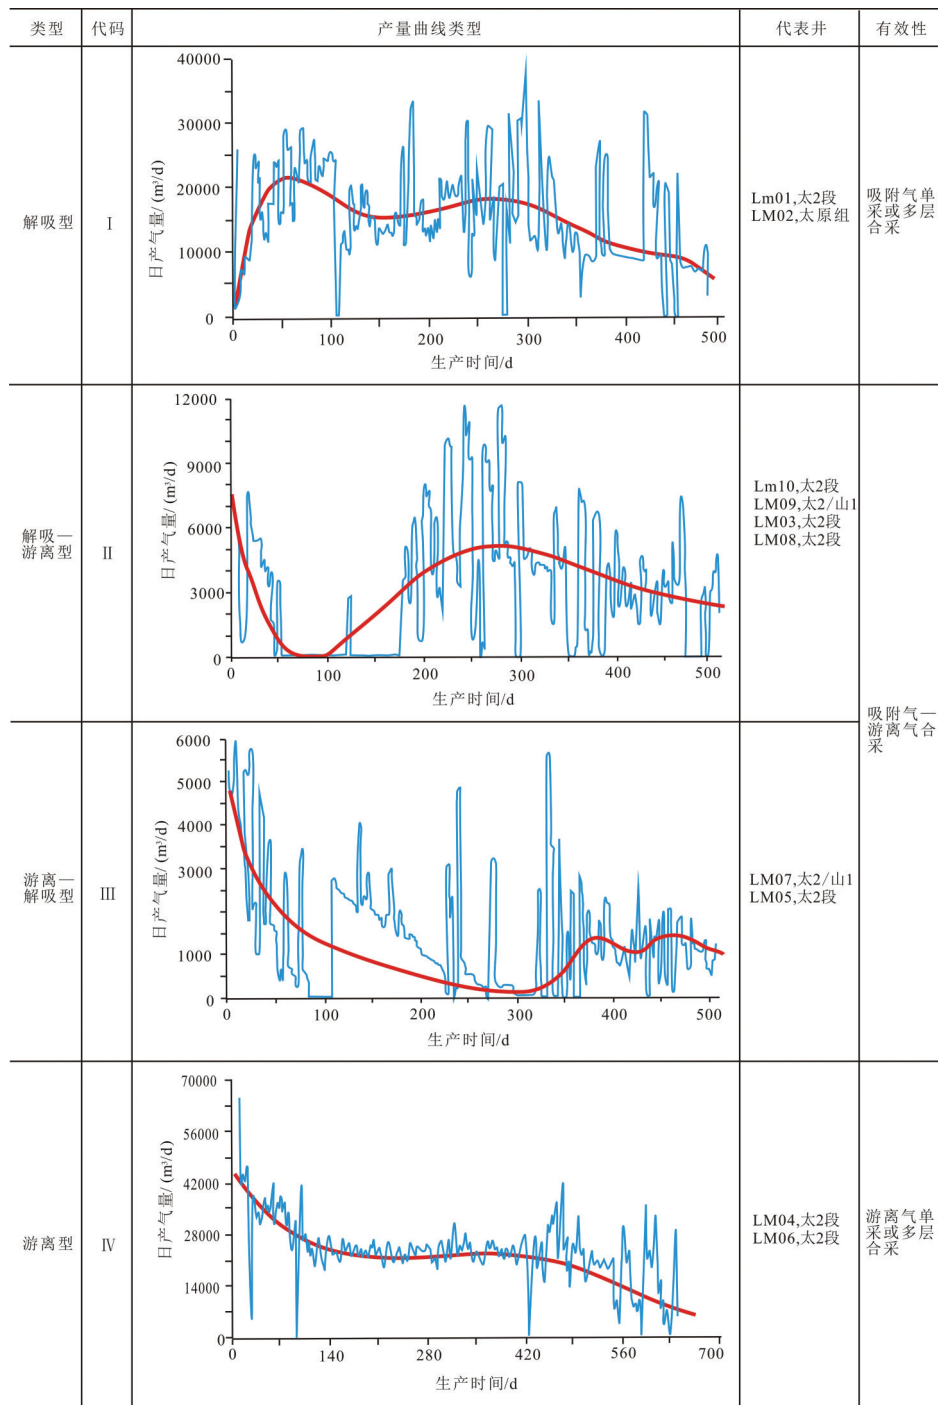 类型 代码 产量曲线类型 代表井 有效性
解吸型 I
日产气量/(m³/d)
40000
30000
20000
10000
0
0 100 200 300 400 500
生产时间/d
Lm01,太2段
LM02,太原组
吸附气单
采或多层
合采
解吸—
游离型
II
日产气量/(m³/d)
12000
9000
6000
3000
0
0 100 200 300 400 500
生产时间/d
Lm10,太2段
LM09,太2/山1
LM03,太2段
LM08,太2段
吸附气—
游离气合
采
游离—
解吸型
III
日产气量/(m³/d)
6000
5000
4000
3000
1000
0
0 100 200 300 400 500
生产时间/d
LM07,太2/山1
LM05,太2段
游离型 IV
日产气量/(m³/d)
70000
56000
42000
28000
14000
0
0 140 280 420 560 700
生产时间/d
LM04,太2段
LM06,太2段
游离气单
采或多层
合采